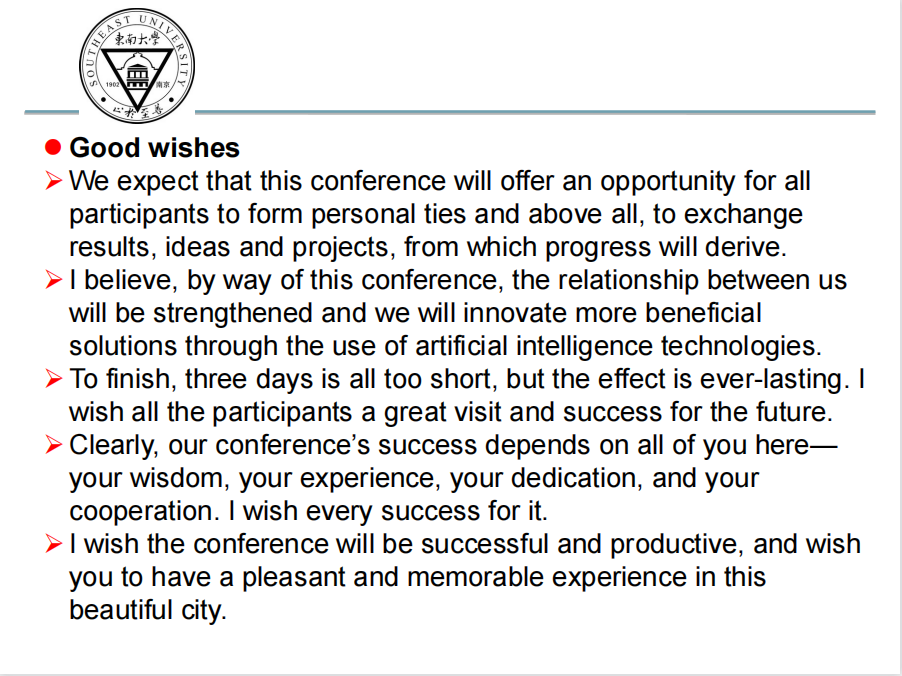 SOUTHEAST UNIVERSITY
東南大學
1902
南京
止於至善
Good wishes
We expect that this conference will offer an opportunity for all
participants to form personal ties and above all, to exchange
results, ideas and projects, from which progress will derive.
I believe, by way of this conference, the relationship between us
will be strengthened and we will innovate more beneficial
solutions through the use of artificial intelligence technologies.
To finish, three days is all too short, but the effect is ever-lasting. I
wish all the participants a great visit and success for the future.
Clearly, our conference’s success depends on all of you here—
your wisdom, your experience, your dedication, and your
cooperation. I wish every success for it.
I wish the conference will be successful and productive, and wish
you to have a pleasant and memorable experience in this
beautiful city.